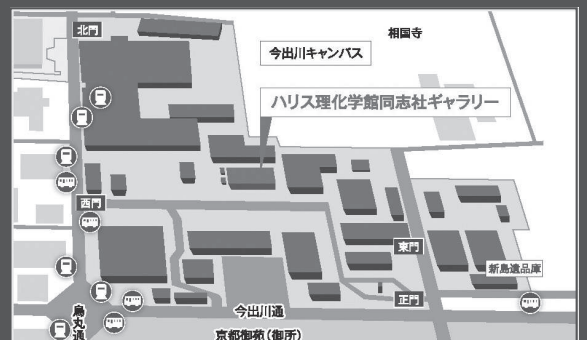 北門
相国寺
今出川キャンパス
ハリス理化学館同志社ギャラリー
西門
東門
新島遺品庫
正門
烏丸通
今出川通
京都御苑(御所)